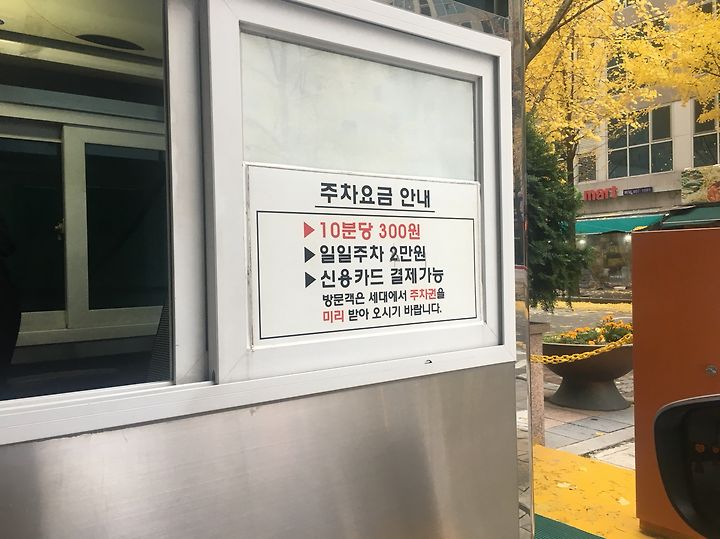 주차요금 안내
▶10분당 300원
▶일일주차 2만원
▶신용카드 결제가능
방문객은 세대에서 주차권을
미리 받아 오시기 바랍니다.
mart